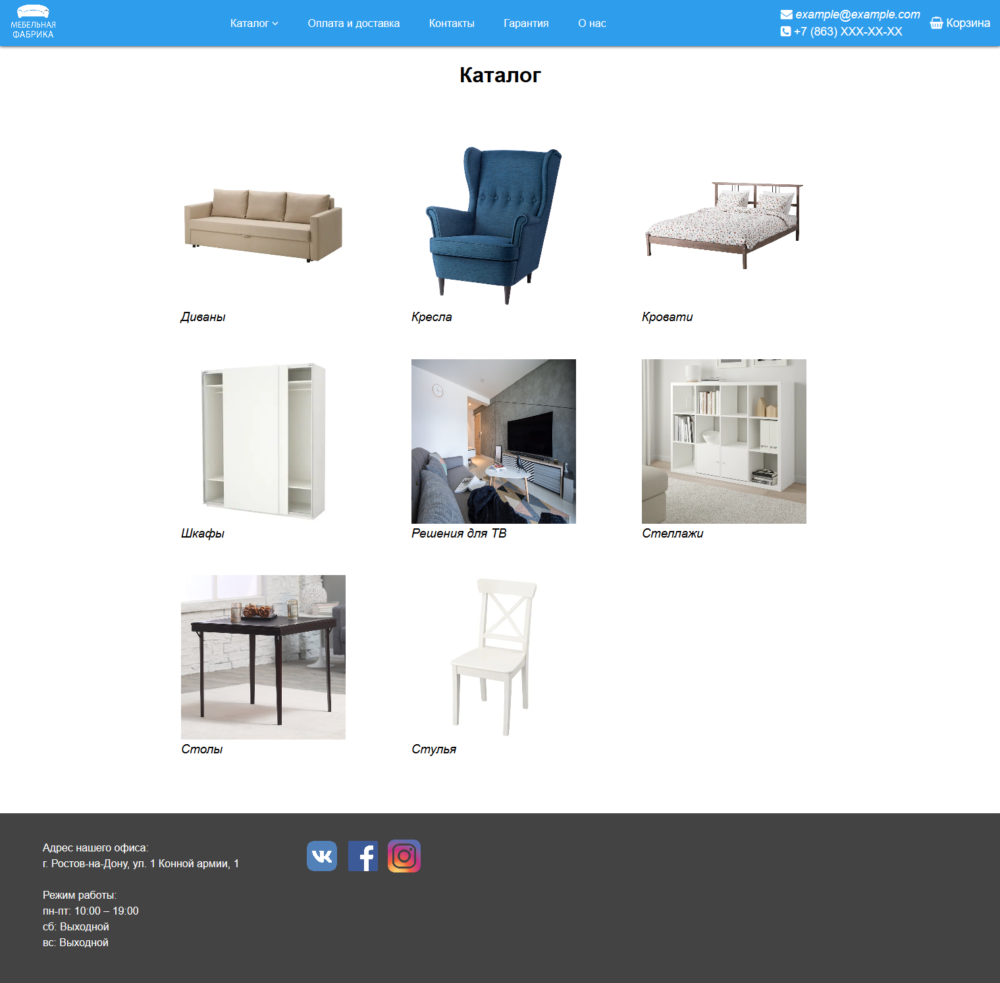 МЕБЕЛЬНАЯ
ФАБРИКА
Каталог
Оплата и доставка
Контакты
Гарантия
О нас
example@example.com
+7 (863) XXX-XX-XX
Корзина
Каталог
Диваны
Кресла
Кровати
Шкафы
Решения для ТВ
Стеллажи
Столы
Стулья
Адрес нашего офиса:
г. Ростов-на-Дону, ул. 1 Конной армии, 1
Режим работы:
пн-пт: 10:00 – 19:00
сб: Выходной
вс: Выходной